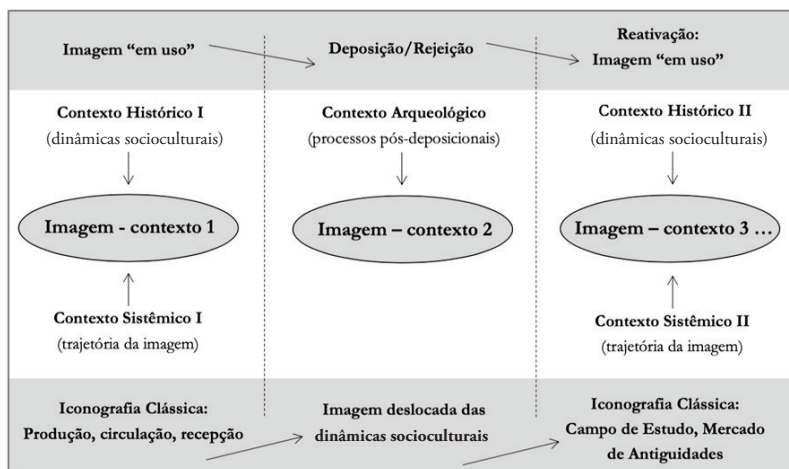 Imagem “em uso”
Deposição/Rejeição
Reativação:
Imagem “em uso”
Contexto Histórico I
(dinâmicas socioculturais)
Contexto Arqueológico
(processos pós-deposicionais)
Contexto Histórico II
(dinâmicas socioculturais)
Imagem - contexto 1
Imagem – contexto 2
Imagem – contexto 3 ...
Contexto Sistêmico I
(trajetória da imagem)
Contexto Sistêmico II
(trajetória da imagem)
Iconografia Clássica:
Produção, circulação, recepção
Imagem deslocada das
dinâmicas socioculturais
Iconografia Clássica:
Campo de Estudo, Mercado
de Antiguidades